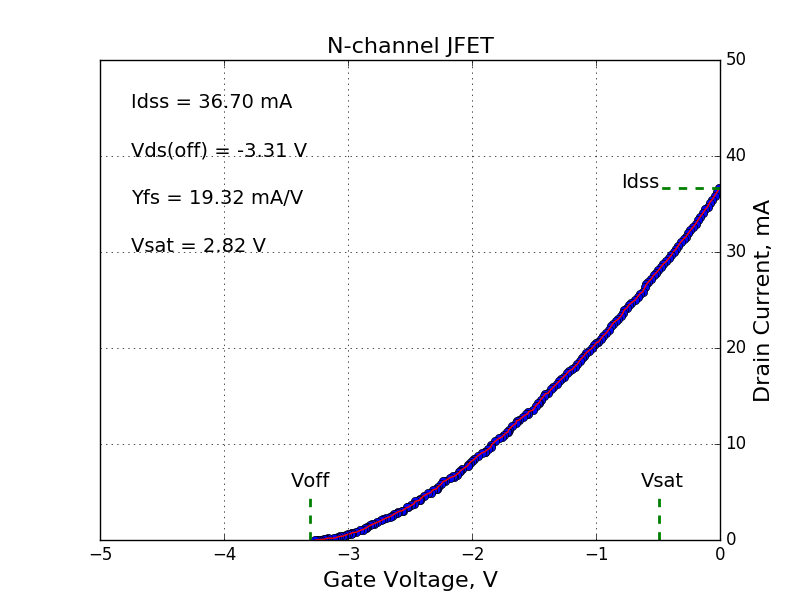 N-channel JFET
Idss = 36.70 mA
Vds(off) = -3.31 V
Yfs = 19.32 mA/V
Vsat = 2.82 V
Idss
Voff
Vsat
50
40
30
20
10
0
Drain Current, mA
−5 −4 −3 −2 −1 0
Gate Voltage, V